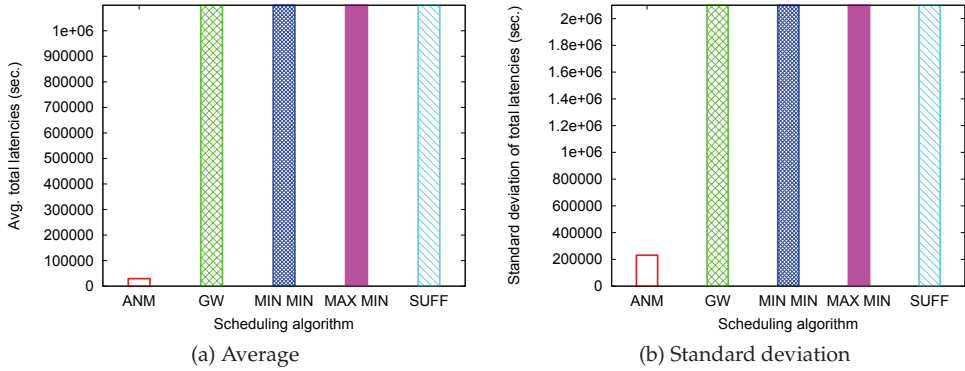 1e+06
900000
800000
700000
600000
500000
400000
300000
200000
100000
0
Avg. total latencies (sec.)
ANM GW MIN MIN MAX MIN SUFF
Scheduling algorithm
(a) Average
2e+06
1.8e+06
1.6e+06
1.4e+06
1.2e+06
1e+06
800000
600000
400000
200000
0
Standard deviation of total latencies (sec.)
ANM GW MIN MIN MAX MIN SUFF
Scheduling algorithm
(b) Standard deviation